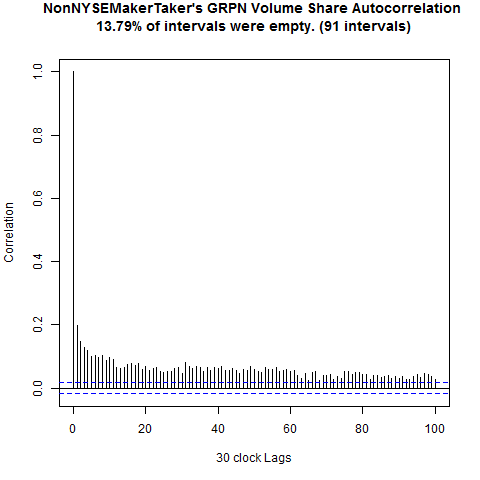 NonNYSEMakerTaker's GRPN Volume Share Autocorrelation
13.79% of intervals were empty. (91 intervals)
Correlation
1.0
0.8
0.6
0.4
0.2
0.0
0 20 40 60 80 100
30 clock Lags